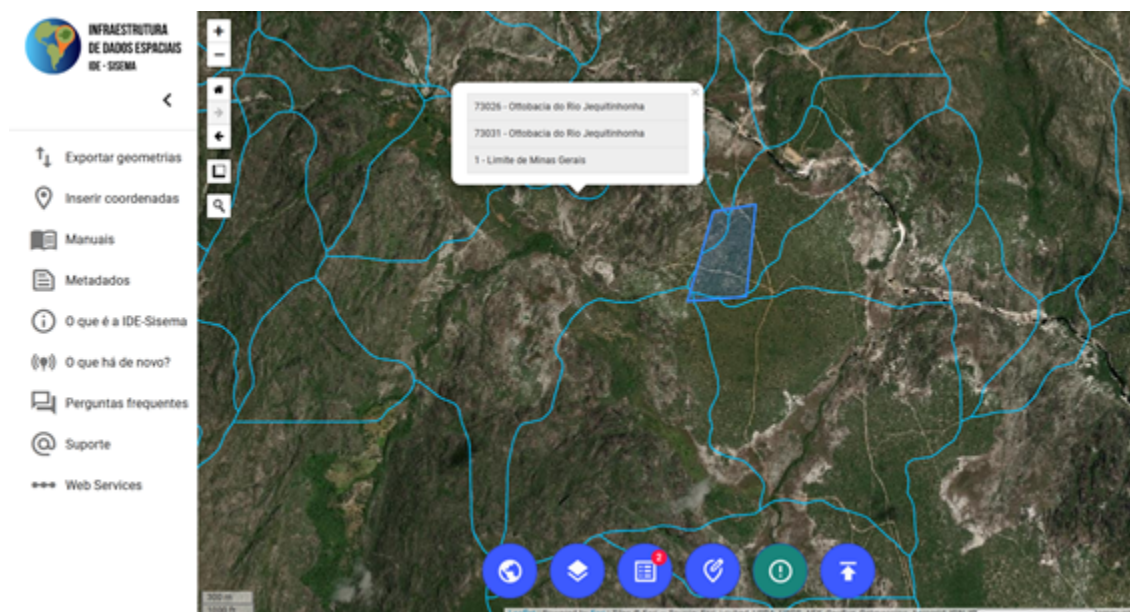 INFRAESTRUTURA
DE DADOS ESPACIAIS
IDE - SISEMA
Exportar geometrias
Inserir coordenadas
Manuais
Metadados
O que é a IDE-Sisema
O que há de novo?
Perguntas frequentes
Suporte
Web Services
73026 - Ottobacia do Rio Jequitinhonha
73031 - Ottobacia do Rio Jequitinhonha
1 - Limite de Minas Gerais
2
300 m